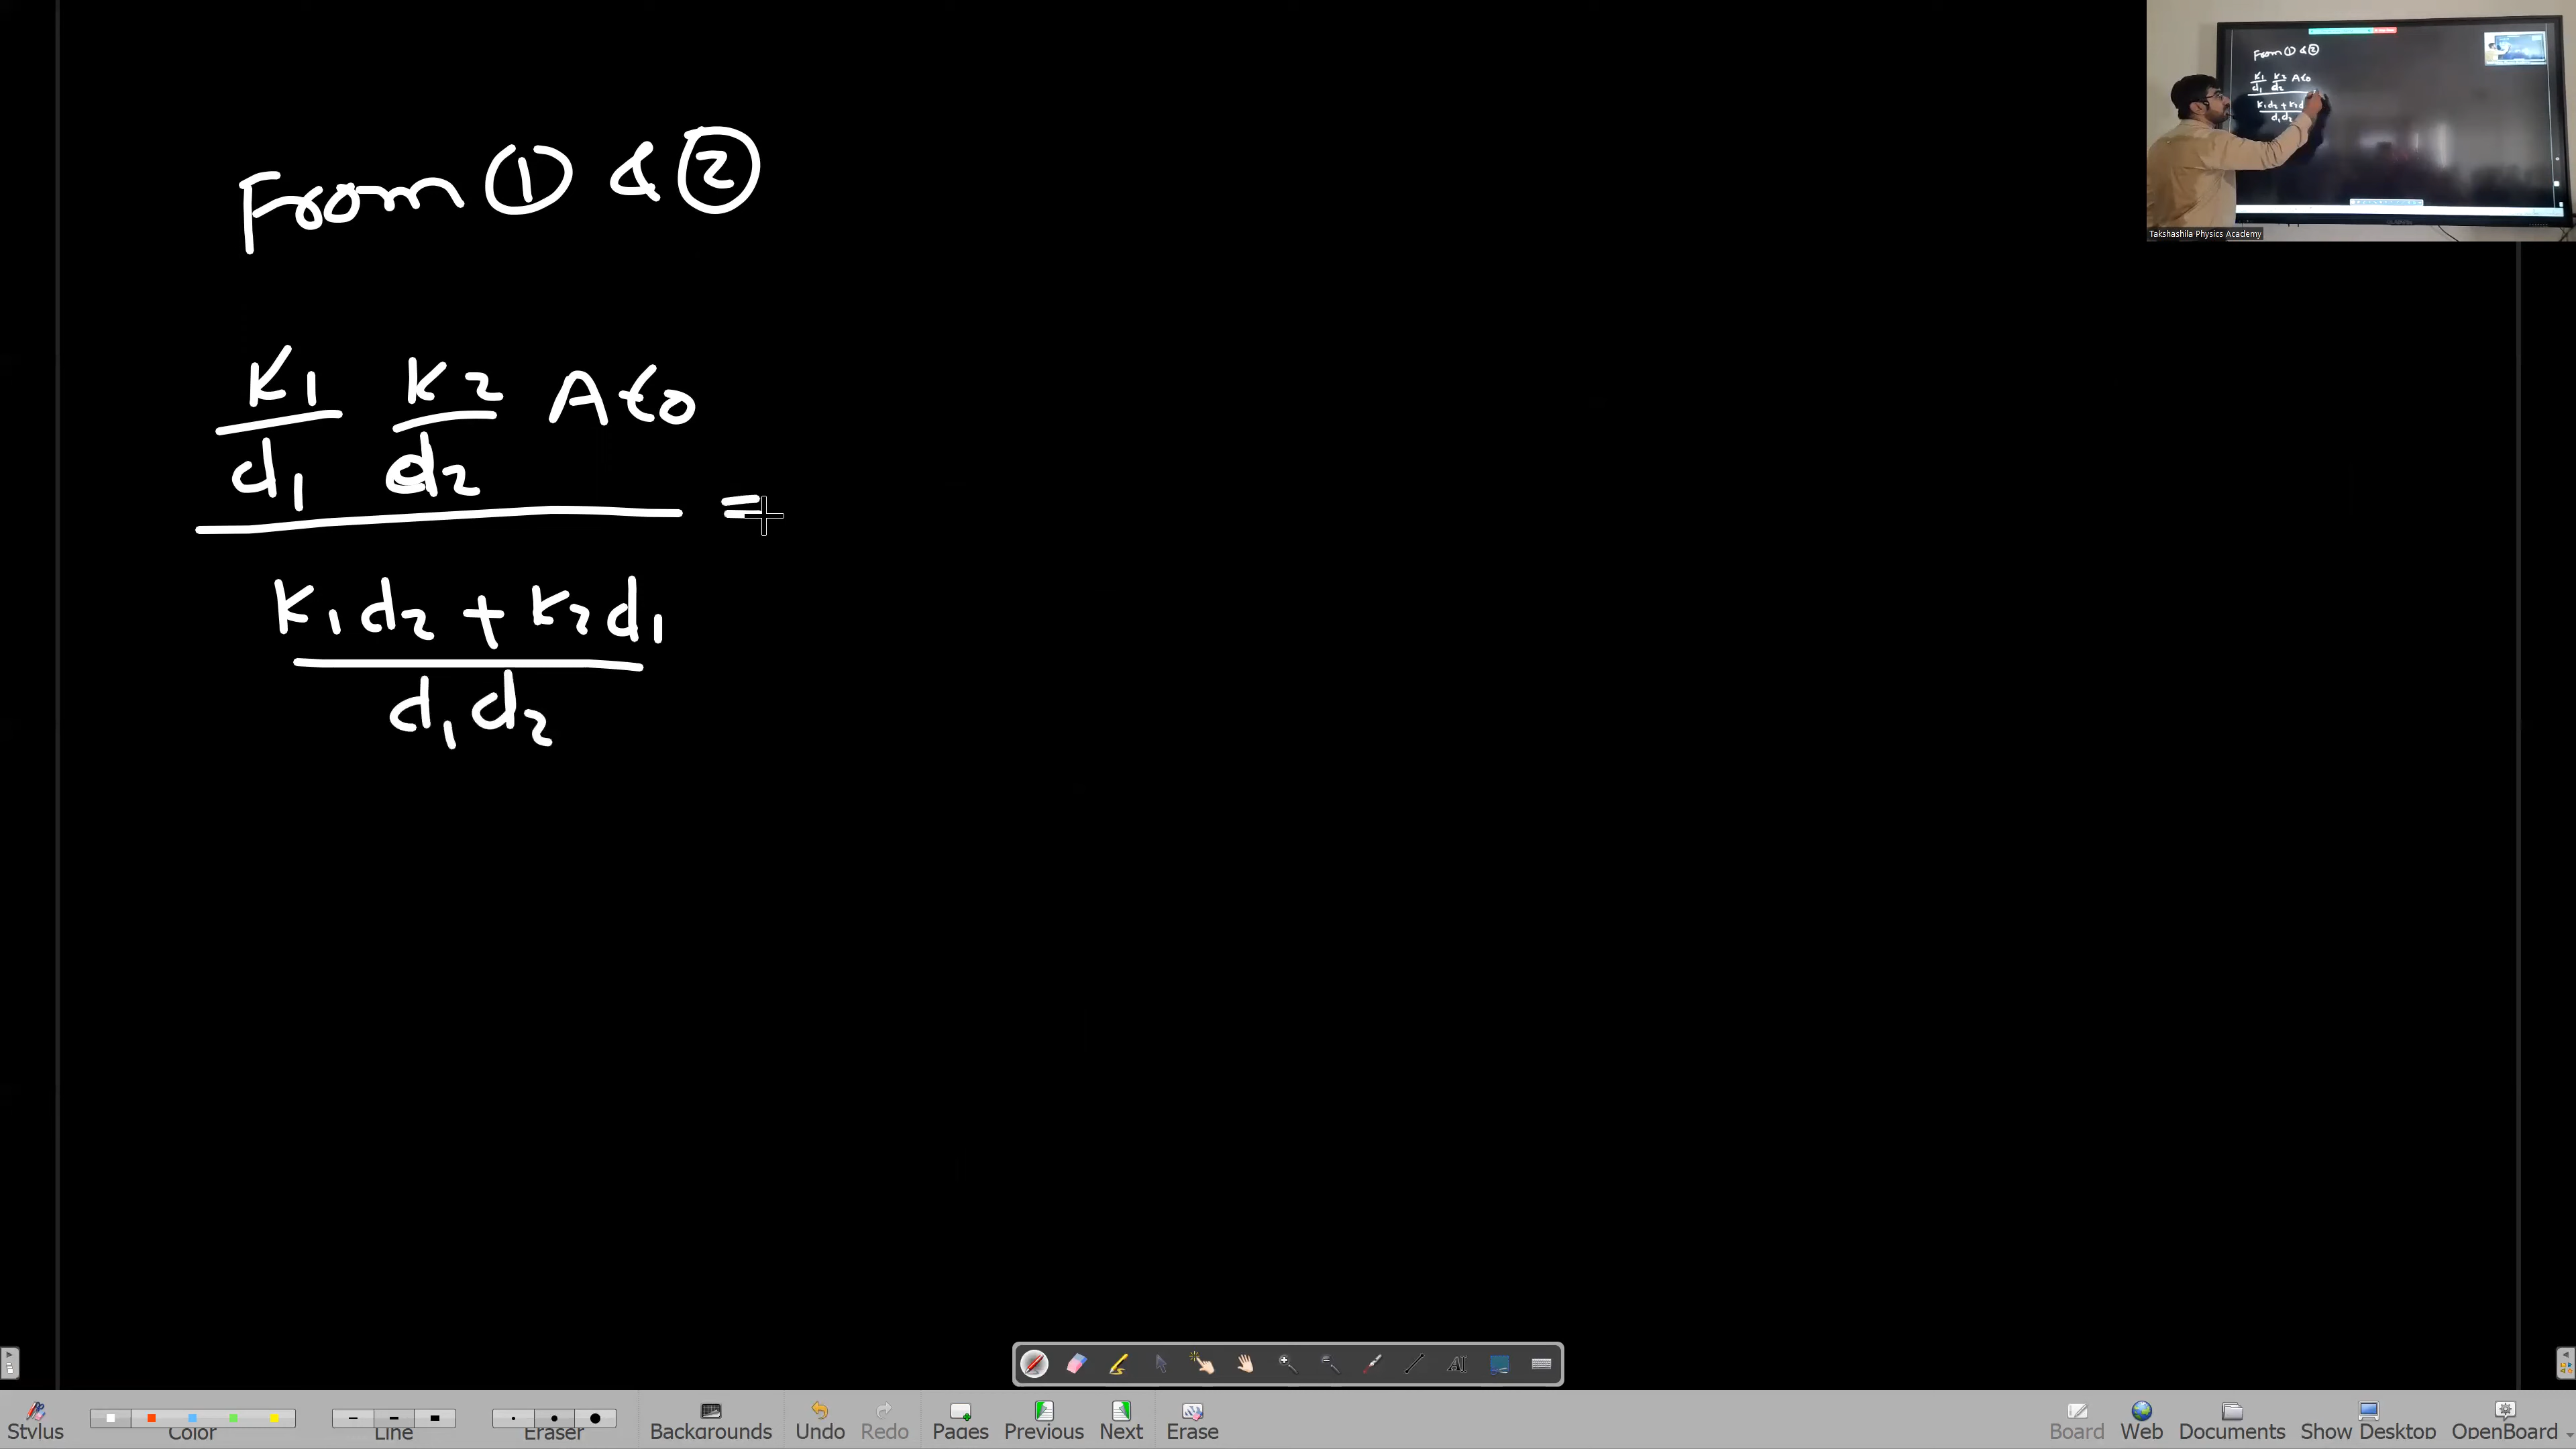 From ① & ②
K1 K2 A ε0
d1 d2
=
K1d2 + K2d1
d1d2
Takshashila Physics Academy
Stylus Color Line Eraser Backgrounds Undo Redo Pages Previous Next Erase Board Web Documents Show Desktop OpenBoard